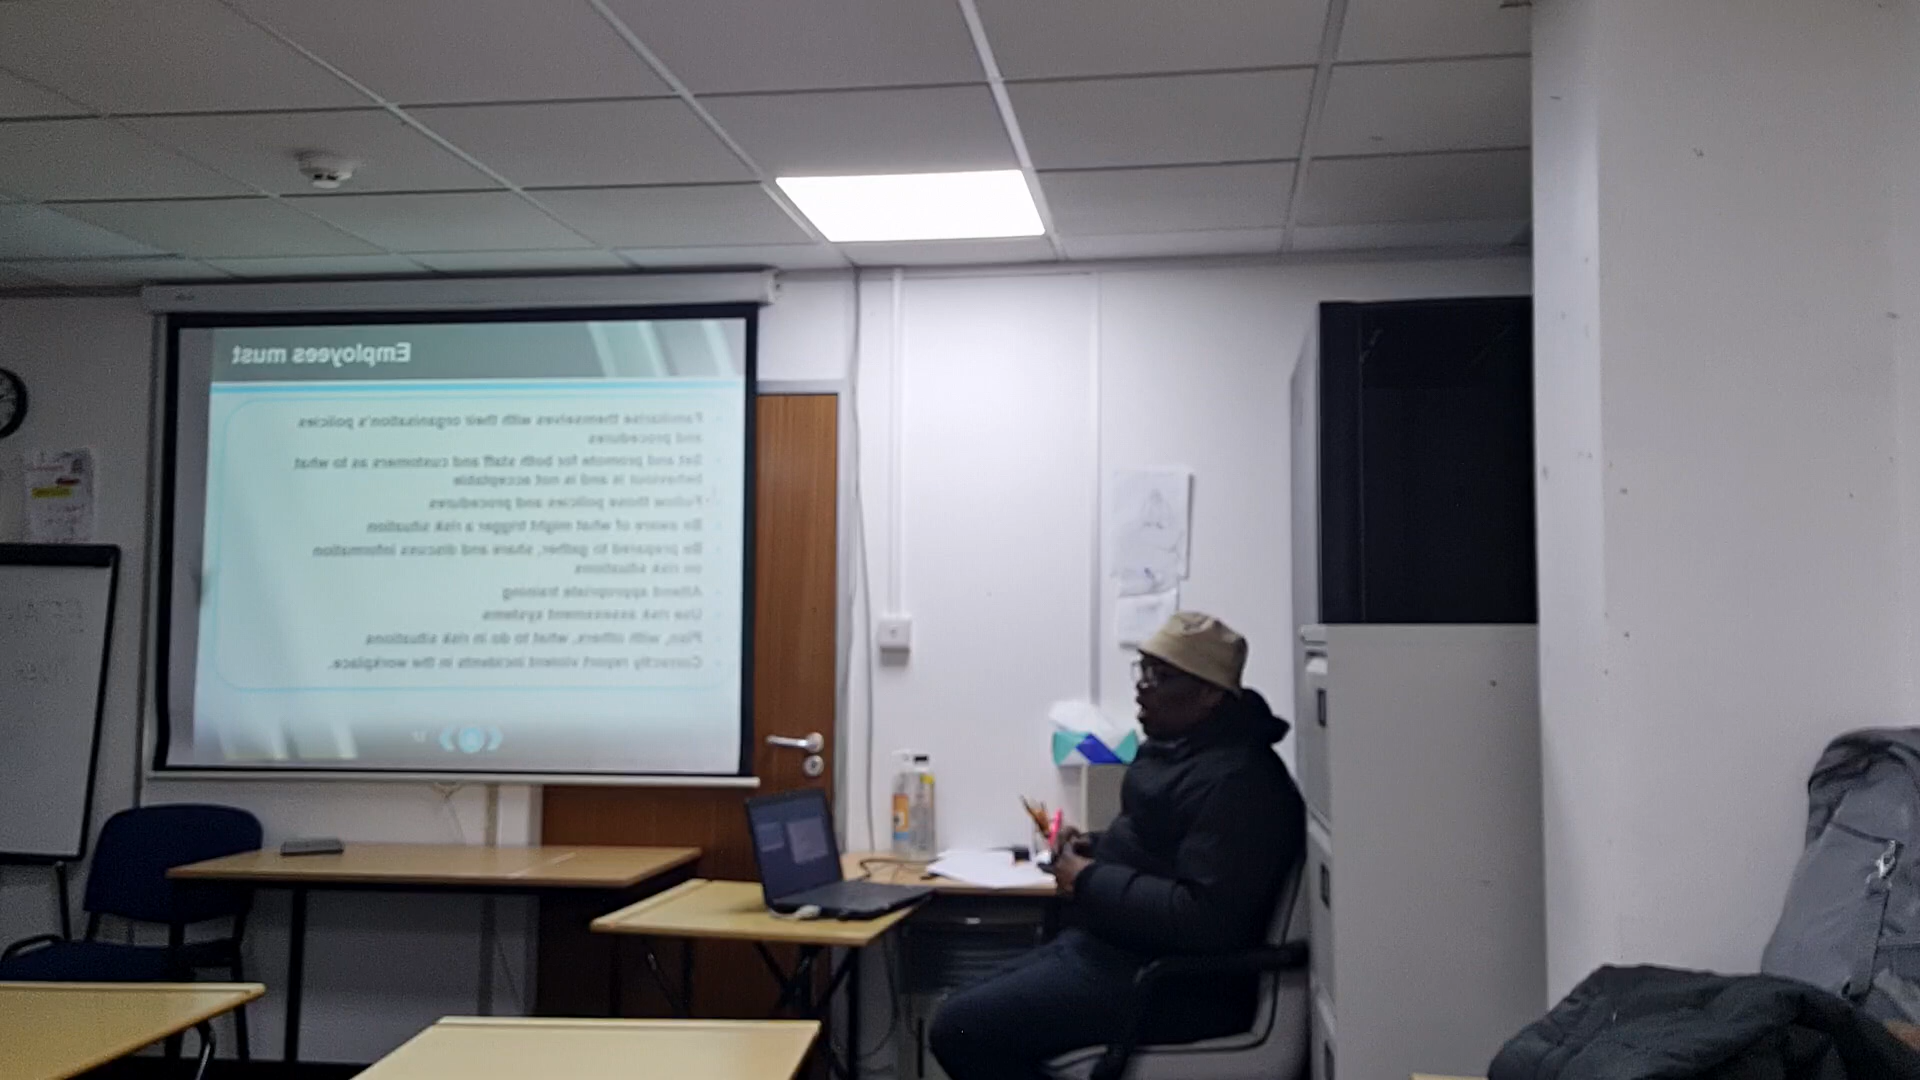 Employees must
Familiarise themselves with their organisation's policies
and procedures
Set and promote for both staff and customers as to what
behaviour is and is not acceptable
Follow those policies and procedures
Be aware of what might trigger a risk situation
Be prepared to gather, share and discuss information
on risk situations
Attend appropriate training
Use risk assessment systems
Plan, with others, what to do in risk situations
Correctly report violent incidents in the workplace.